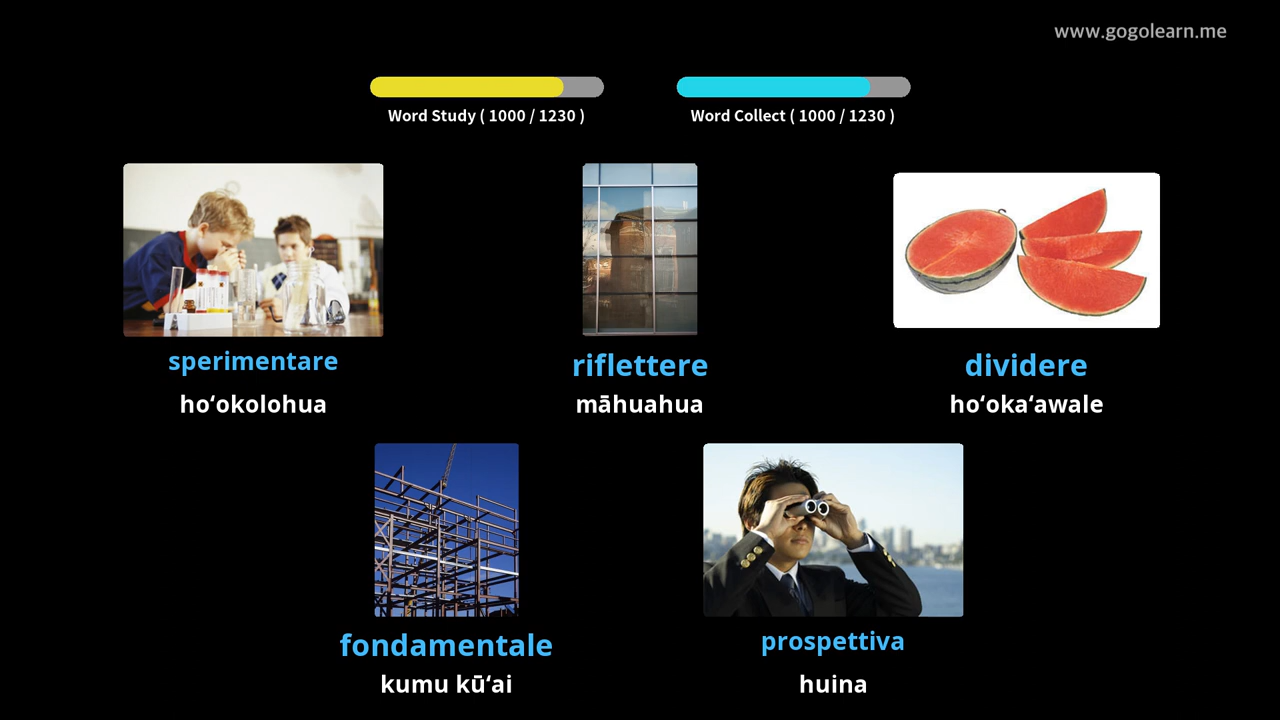 www.gogolearn.me
Word Study ( 1000 / 1230 )
Word Collect ( 1000 / 1230 )
sperimentare
hoʻokolohua
riflettere
māhuahua
dividere
hoʻokaʻawale
fondamentale
kumu kūʻai
prospettiva
huina